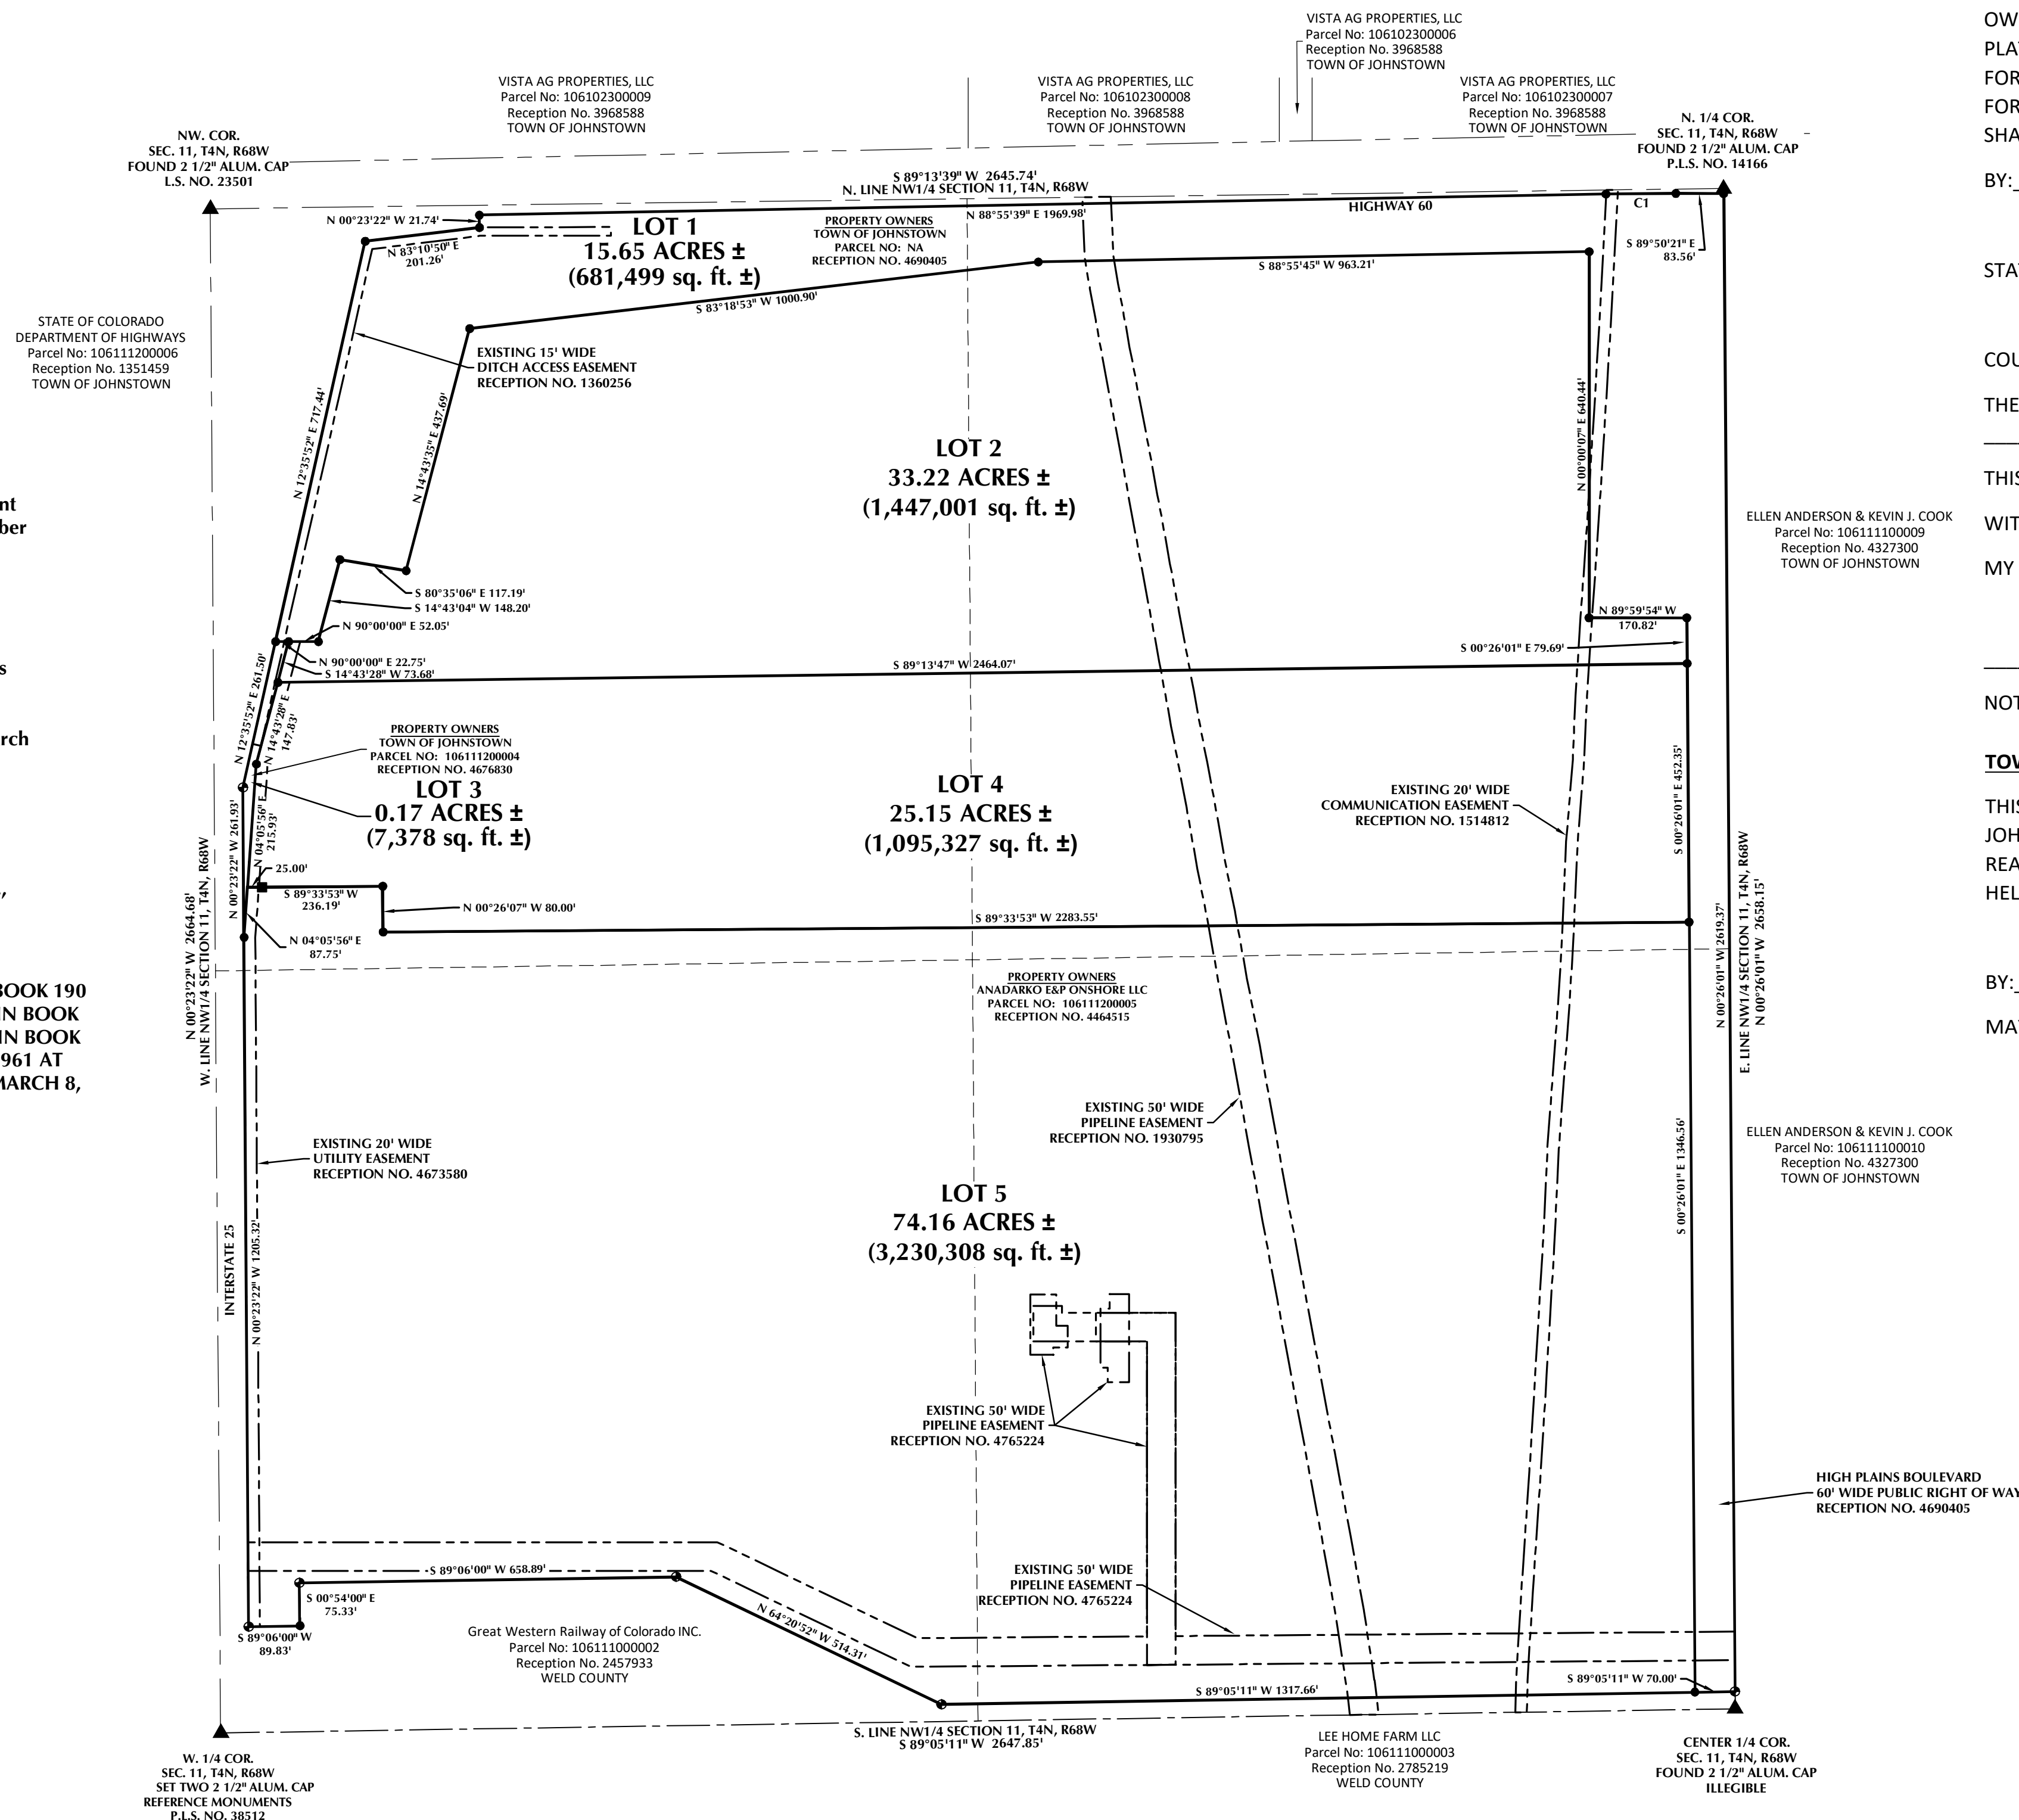 VISTA AG PROPERTIES, LLC
Parcel No: 106102300006
Reception No. 3968588
TOWN OF JOHNSTOWN
VISTA AG PROPERTIES, LLC
Parcel No: 106102300009
Reception No. 3968588
TOWN OF JOHNSTOWN
VISTA AG PROPERTIES, LLC
Parcel No: 106102300008
Reception No. 3968588
TOWN OF JOHNSTOWN
VISTA AG PROPERTIES, LLC
Parcel No: 106102300007
Reception No. 3968588
TOWN OF JOHNSTOWN
NW. COR.
SEC. 11, T4N, R68W
FOUND 2 1/2" ALUM. CAP
L.S. NO. 23501
N. 1/4 COR.
SEC. 11, T4N, R68W
FOUND 2 1/2" ALUM. CAP
P.L.S. NO. 14166
S 89°13'39" W 2645.74'
N. LINE NW1/4 SECTION 11, T4N, R68W
N 00°23'22" W 21.74'
N 88°55'39" E 1969.98'
HIGHWAY 60
C1
S 89°50'21" E
83.56'
N 83°10'50" E
201.26'
LOT 1
15.65 ACRES ±
(681,499 sq. ft. ±)
PROPERTY OWNERS
TOWN OF JOHNSTOWN
PARCEL NO: NA
RECEPTION NO. 4690405
S 83°18'53" W 1000.90'
S 88°55'45" W 963.21'
STATE OF COLORADO
DEPARTMENT OF HIGHWAYS
Parcel No: 106111200006
Reception No. 1351459
TOWN OF JOHNSTOWN
EXISTING 15' WIDE
DITCH ACCESS EASEMENT
RECEPTION NO. 1360256
N 12°35'52" E 717.44'
N 14°43'35" E 437.69'
LOT 2
33.22 ACRES ±
(1,447,001 sq. ft. ±)
N 00°00'07" E 640.44'
ELLEN ANDERSON & KEVIN J. COOK
Parcel No: 106111100009
Reception No. 4327300
TOWN OF JOHNSTOWN
S 80°35'06" E 117.19'
S 14°43'04" W 148.20'
N 90°00'00" E 52.05'
N 90°00'00" E 22.75'
S 14°43'28" W 73.68'
N 89°59'54" W
170.82'
S 00°26'01" E 79.69'
S 89°13'47" W 2464.07'
N 12°35'52" E 261.50'
N 14°43'28" E
147.83'
PROPERTY OWNERS
TOWN OF JOHNSTOWN
PARCEL NO: 106111200004
RECEPTION NO. 4676830
LOT 3
0.17 ACRES ±
(7,378 sq. ft. ±)
N 04°05'56" E
215.93'
N 00°23'22" W 261.93'
25.00'
S 89°33'53" W
236.19'
N 00°26'07" W 80.00'
N 04°05'56" E
87.75'
LOT 4
25.15 ACRES ±
(1,095,327 sq. ft. ±)
EXISTING 20' WIDE
COMMUNICATION EASEMENT
RECEPTION NO. 1514812
S 00°26'01" E 452.35'
S 89°33'53" W 2283.55'
N 00°23'22" W 2664.68'
W. LINE NW1/4 SECTION 11, T4N, R68W
N 00°26'01" W 2619.37'
E. LINE NW1/4 SECTION 11, T4N, R68W
N 00°26'01" W 2658.15'
PROPERTY OWNERS
ANADARKO E&P ONSHORE LLC
PARCEL NO: 106111200005
RECEPTION NO. 4464515
EXISTING 50' WIDE
PIPELINE EASEMENT
RECEPTION NO. 1930795
EXISTING 20' WIDE
UTILITY EASEMENT
RECEPTION NO. 4673580
ELLEN ANDERSON & KEVIN J. COOK
Parcel No: 106111100010
Reception No. 4327300
TOWN OF JOHNSTOWN
S 00°26'01" E 1346.56'
INTERSTATE 25
N 00°23'22" W 1205.32'
LOT 5
74.16 ACRES ±
(3,230,308 sq. ft. ±)
EXISTING 50' WIDE
PIPELINE EASEMENT
RECEPTION NO. 4765224
HIGH PLAINS BOULEVARD
60' WIDE PUBLIC RIGHT OF WAY
RECEPTION NO. 4690405
EXISTING 50' WIDE
PIPELINE EASEMENT
RECEPTION NO. 4765224
S 89°06'00" W 658.89'
S 00°54'00" E
75.33'
S 89°06'00" W
89.83'
N 64°20'52" W 514.31'
Great Western Railway of Colorado INC.
Parcel No: 106111000002
Reception No. 2457933
WELD COUNTY
S 89°05'11" W 1317.66'
S 89°05'11" W 70.00'
S. LINE NW1/4 SECTION 11, T4N, R68W
S 89°05'11" W 2647.85'
LEE HOME FARM LLC
Parcel No: 106111000003
Reception No. 2785219
WELD COUNTY
W. 1/4 COR.
SEC. 11, T4N, R68W
SET TWO 2 1/2" ALUM. CAP
REFERENCE MONUMENTS
P.L.S. NO. 38512
CENTER 1/4 COR.
SEC. 11, T4N, R68W
FOUND 2 1/2" ALUM. CAP
ILLEGIBLE
BOOK 190
IN BOOK
IN BOOK
961 AT
MARCH 8,
BY:_
THE
MY
BY:_